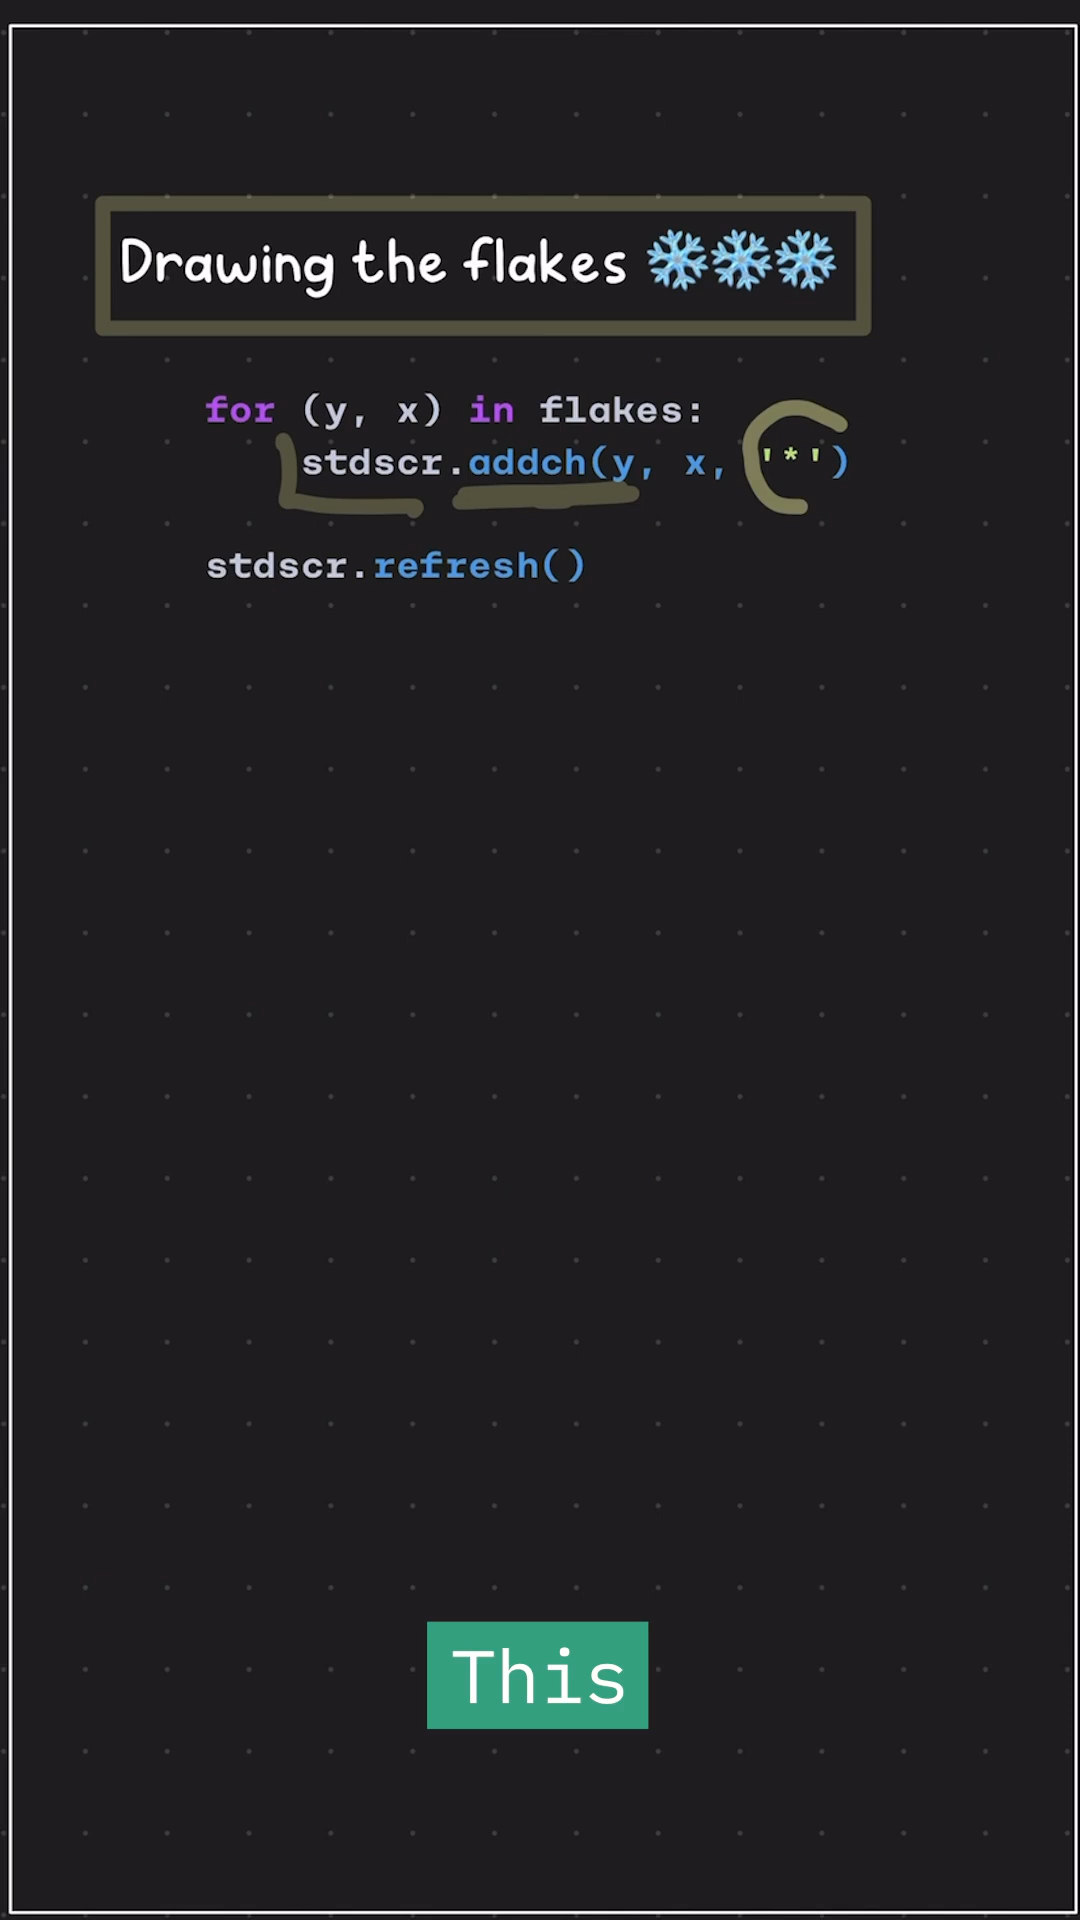 Drawing the flakes ❄️❄️❄️
for (y, x) in flakes:
    stdscr.addch(y, x, '*')
stdscr.refresh()
This